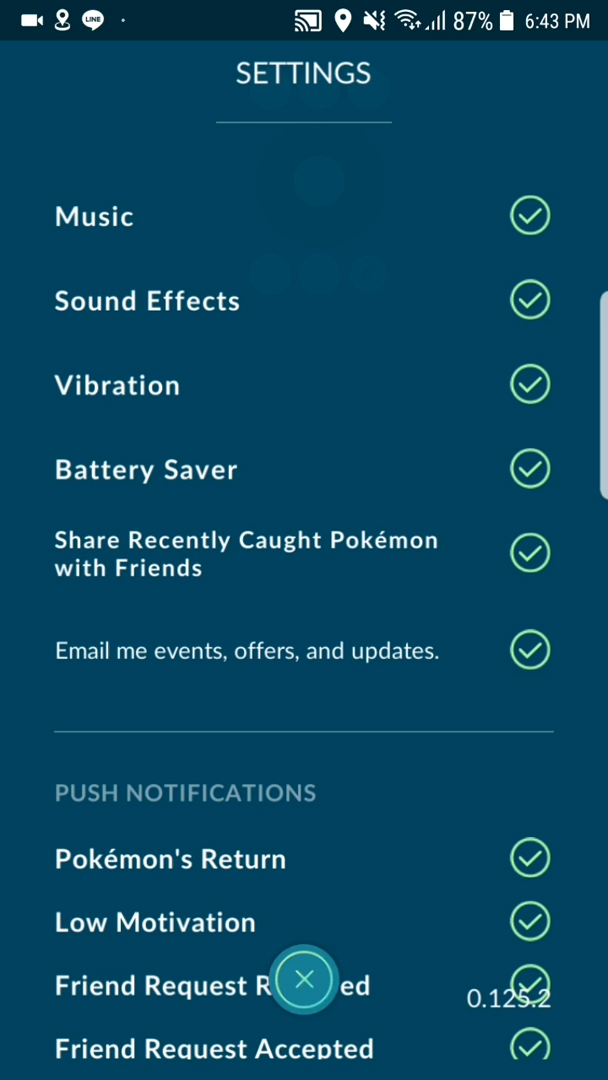 LINE
87% 6:43 PM
SETTINGS
Music
Sound Effects
Vibration
Battery Saver
Share Recently Caught Pokémon
with Friends
Email me events, offers, and updates.
PUSH NOTIFICATIONS
Pokémon's Return
Low Motivation
Friend Request
0.125.2
Friend Request Accepted